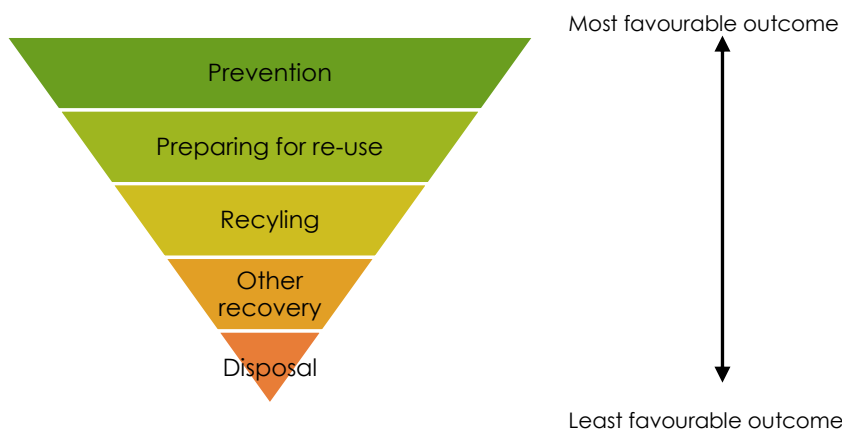 Most favourable outcome
Prevention
Preparing for re-use
Recyling
Other
recovery
Disposal
Least favourable outcome